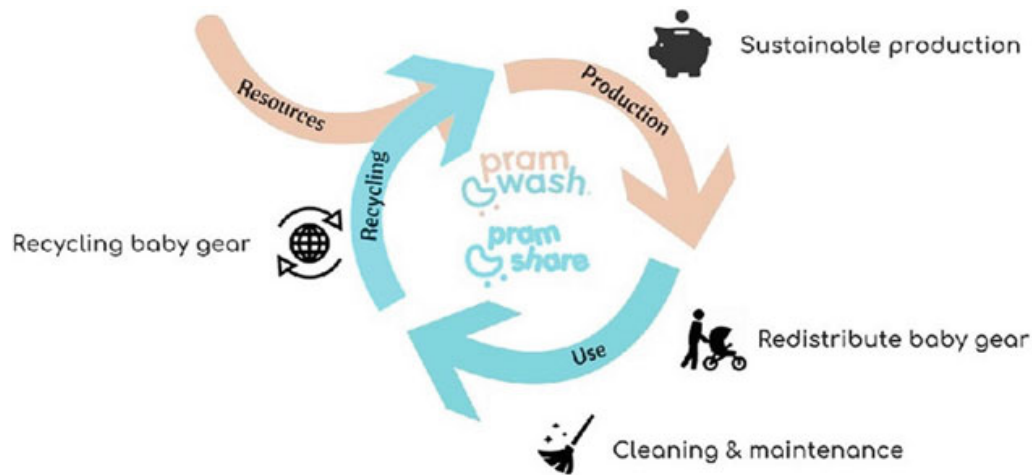 Sustainable production
Resources
Production
Recycling
pram
wash
Recycling baby gear
pram
share
Redistribute baby gear
Use
Cleaning & maintenance